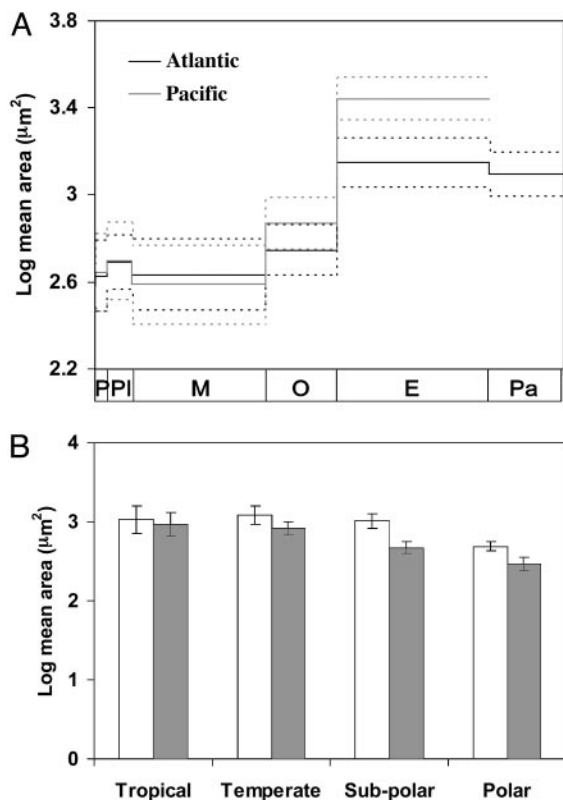 A
3.8
3.4
3
2.6
2.2
Log mean area (μm²)
Atlantic
Pacific
P Pl M O E Pa
B
4
3
2
1
0
Log mean area (μm²)
Tropical Temperate Sub-polar Polar